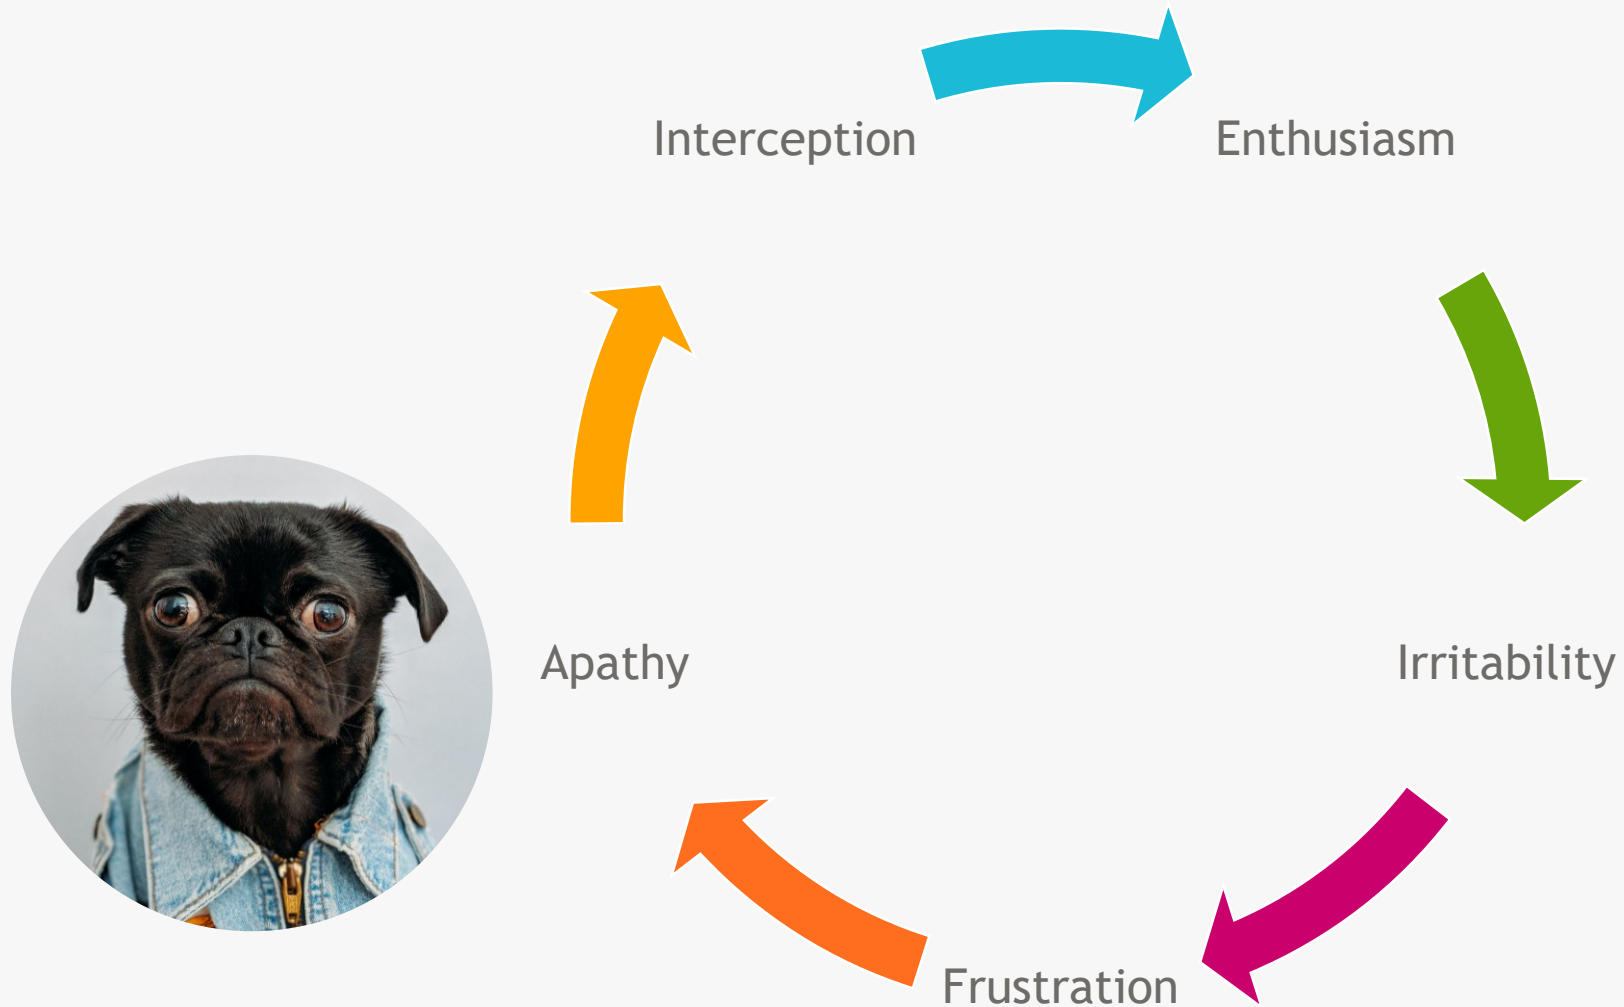 Interception
Enthusiasm
Apathy
Irritability
Frustration